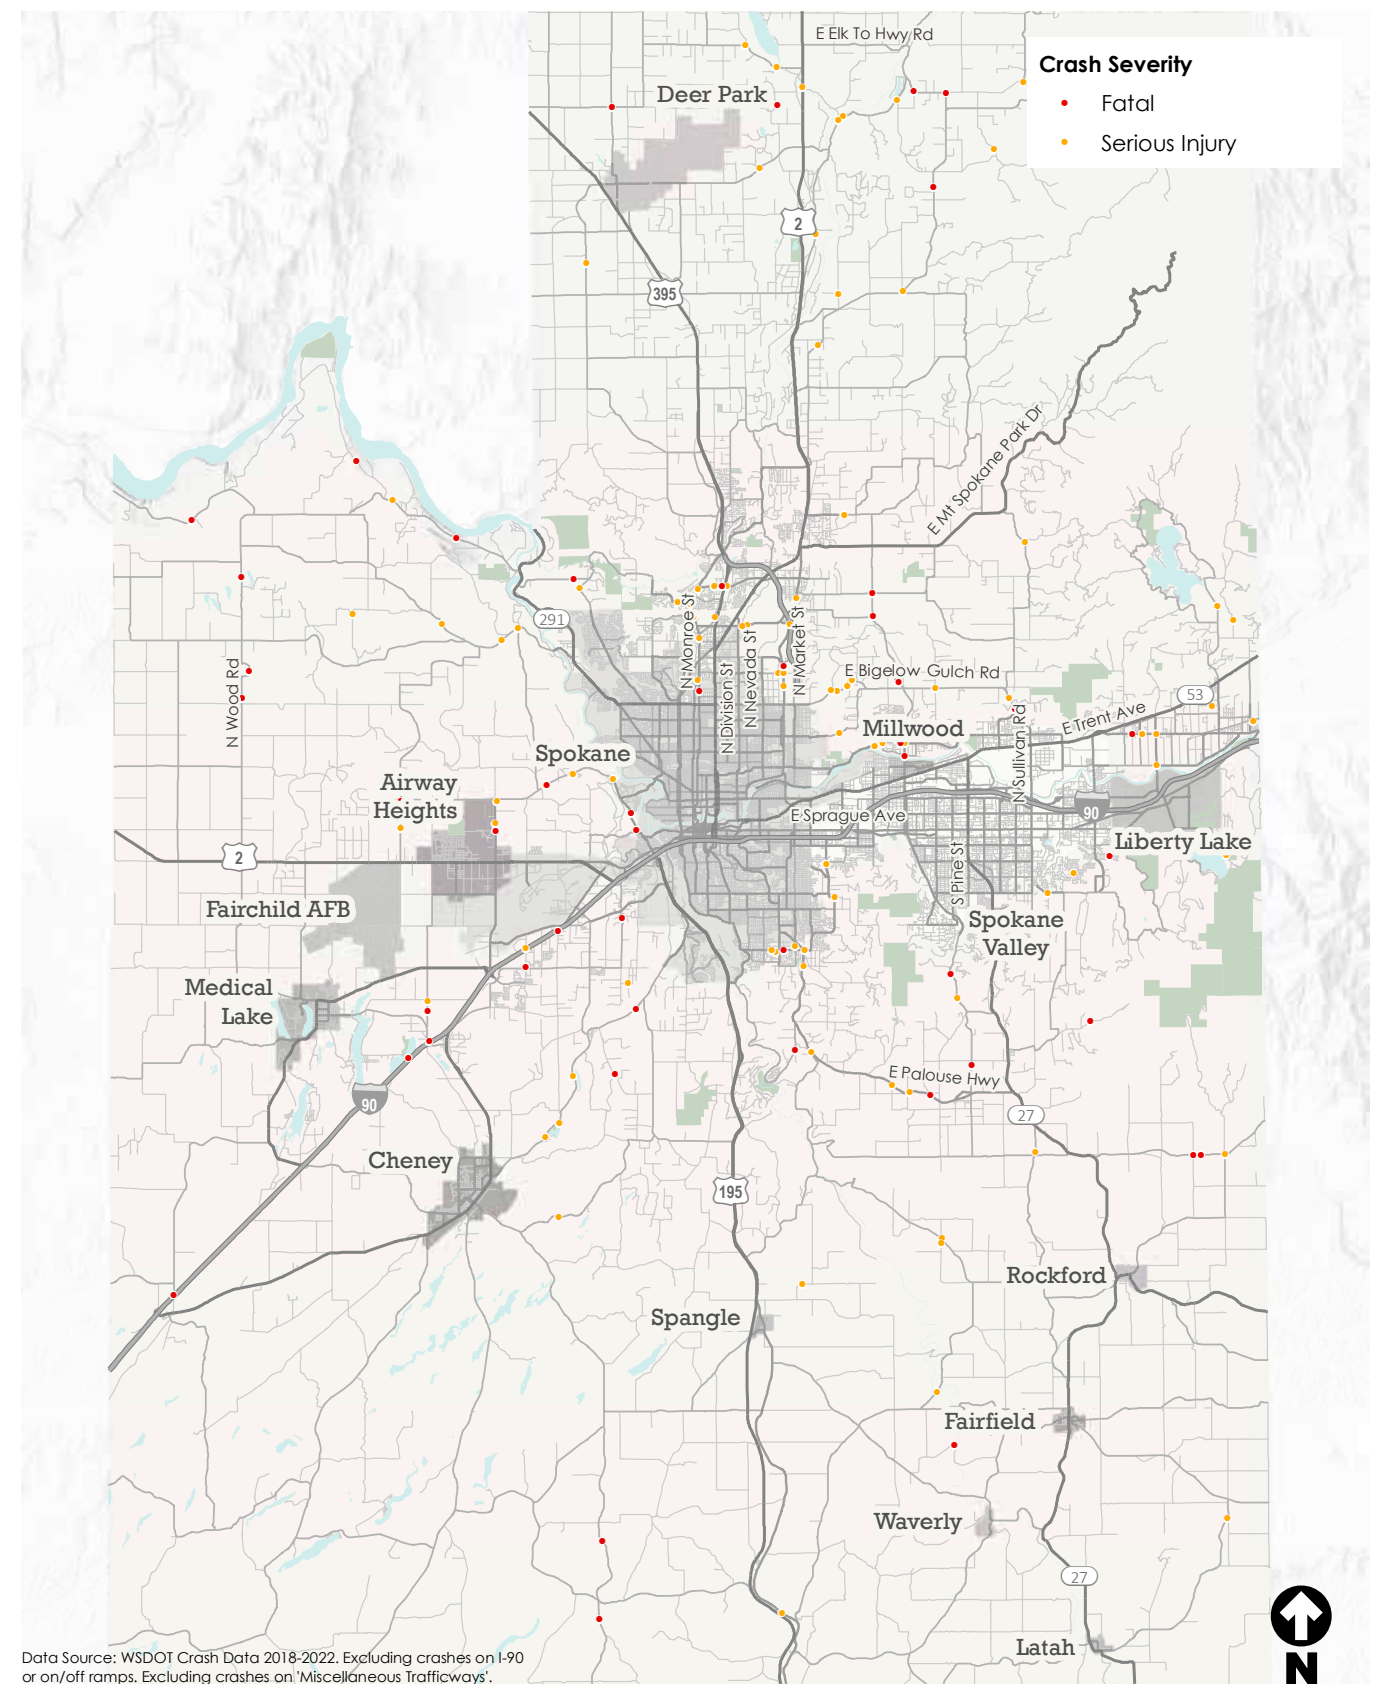 E Elk To Hwy Rd
Crash Severity
Fatal
Serious Injury
Deer Park
2
395
E Mt Spokane Park Dr
291
N Monroe St
N Division St
N Nevada St
N Market St
E Bigelow Gulch Rd
N Wood Rd
53
E Trent Ave
N Sullivan Rd
Millwood
Spokane
Airway
Heights
E Sprague Ave
90
Liberty Lake
2
S Pine St
Fairchild AFB
Spokane
Valley
Medical
Lake
E Palouse Hwy
90
27
Cheney
195
Rockford
Spangle
Fairfield
Waverly
27
Latah
N
Data Source: WSDOT Crash Data 2018-2022. Excluding crashes on I-90
or on/off ramps. Excluding crashes on 'Miscellaneous Trafficways'.